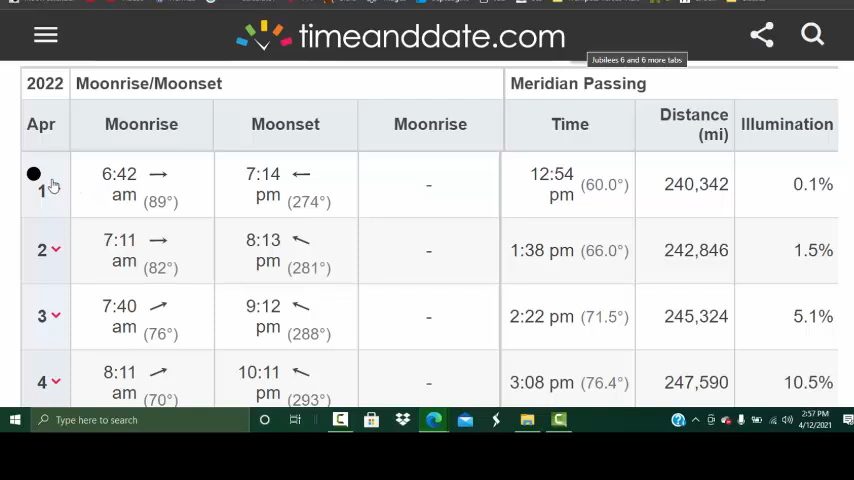 timeanddate.com
Jubilees 6 and 6 more tabs
2022 Moonrise/Moonset Meridian Passing
Apr Moonrise Moonset Moonrise Time Distance (mi) Illumination
1 6:42 am (89°) 7:14 pm (274°) - 12:54 pm (60.0°) 240,342 0.1%
2 7:11 am (82°) 8:13 pm (281°) - 1:38 pm (66.0°) 242,846 1.5%
3 7:40 am (76°) 9:12 pm (288°) - 2:22 pm (71.5°) 245,324 5.1%
4 8:11 am (70°) 10:11 pm (293°) - 3:08 pm (76.4°) 247,590 10.5%
Type here to search
2:57 PM
4/12/2021